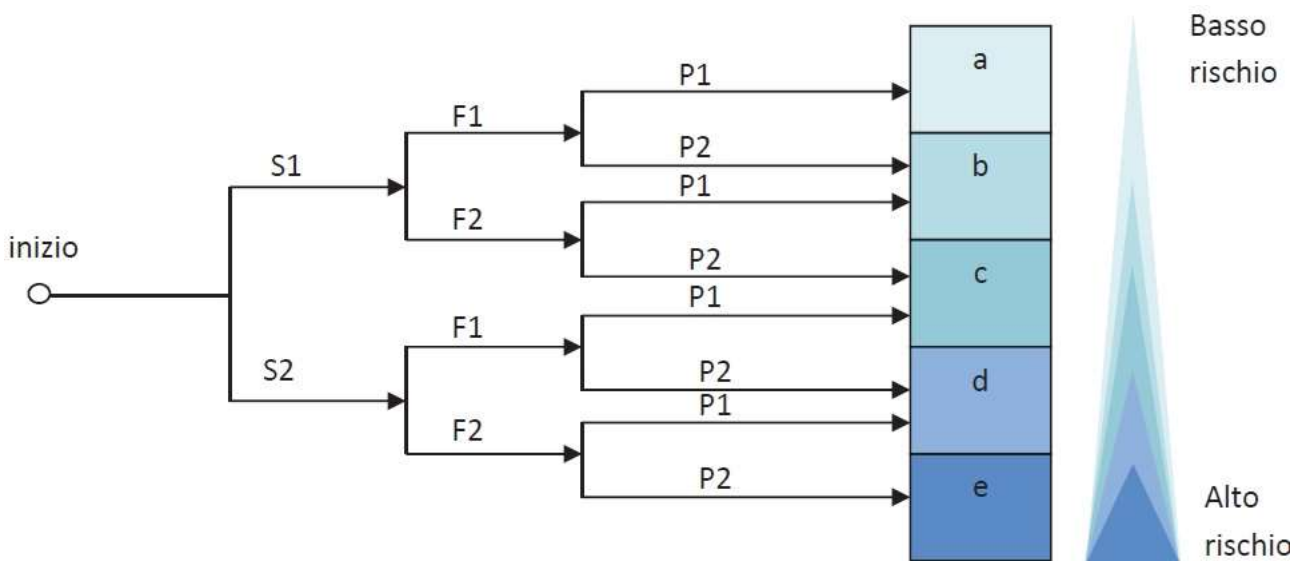 Basso
rischio
a
P1
F1
P2
b
S1
P1
F2
inizio
P2
c
P1
F1
S2
P2
d
P1
F2
P2
e
Alto
rischio